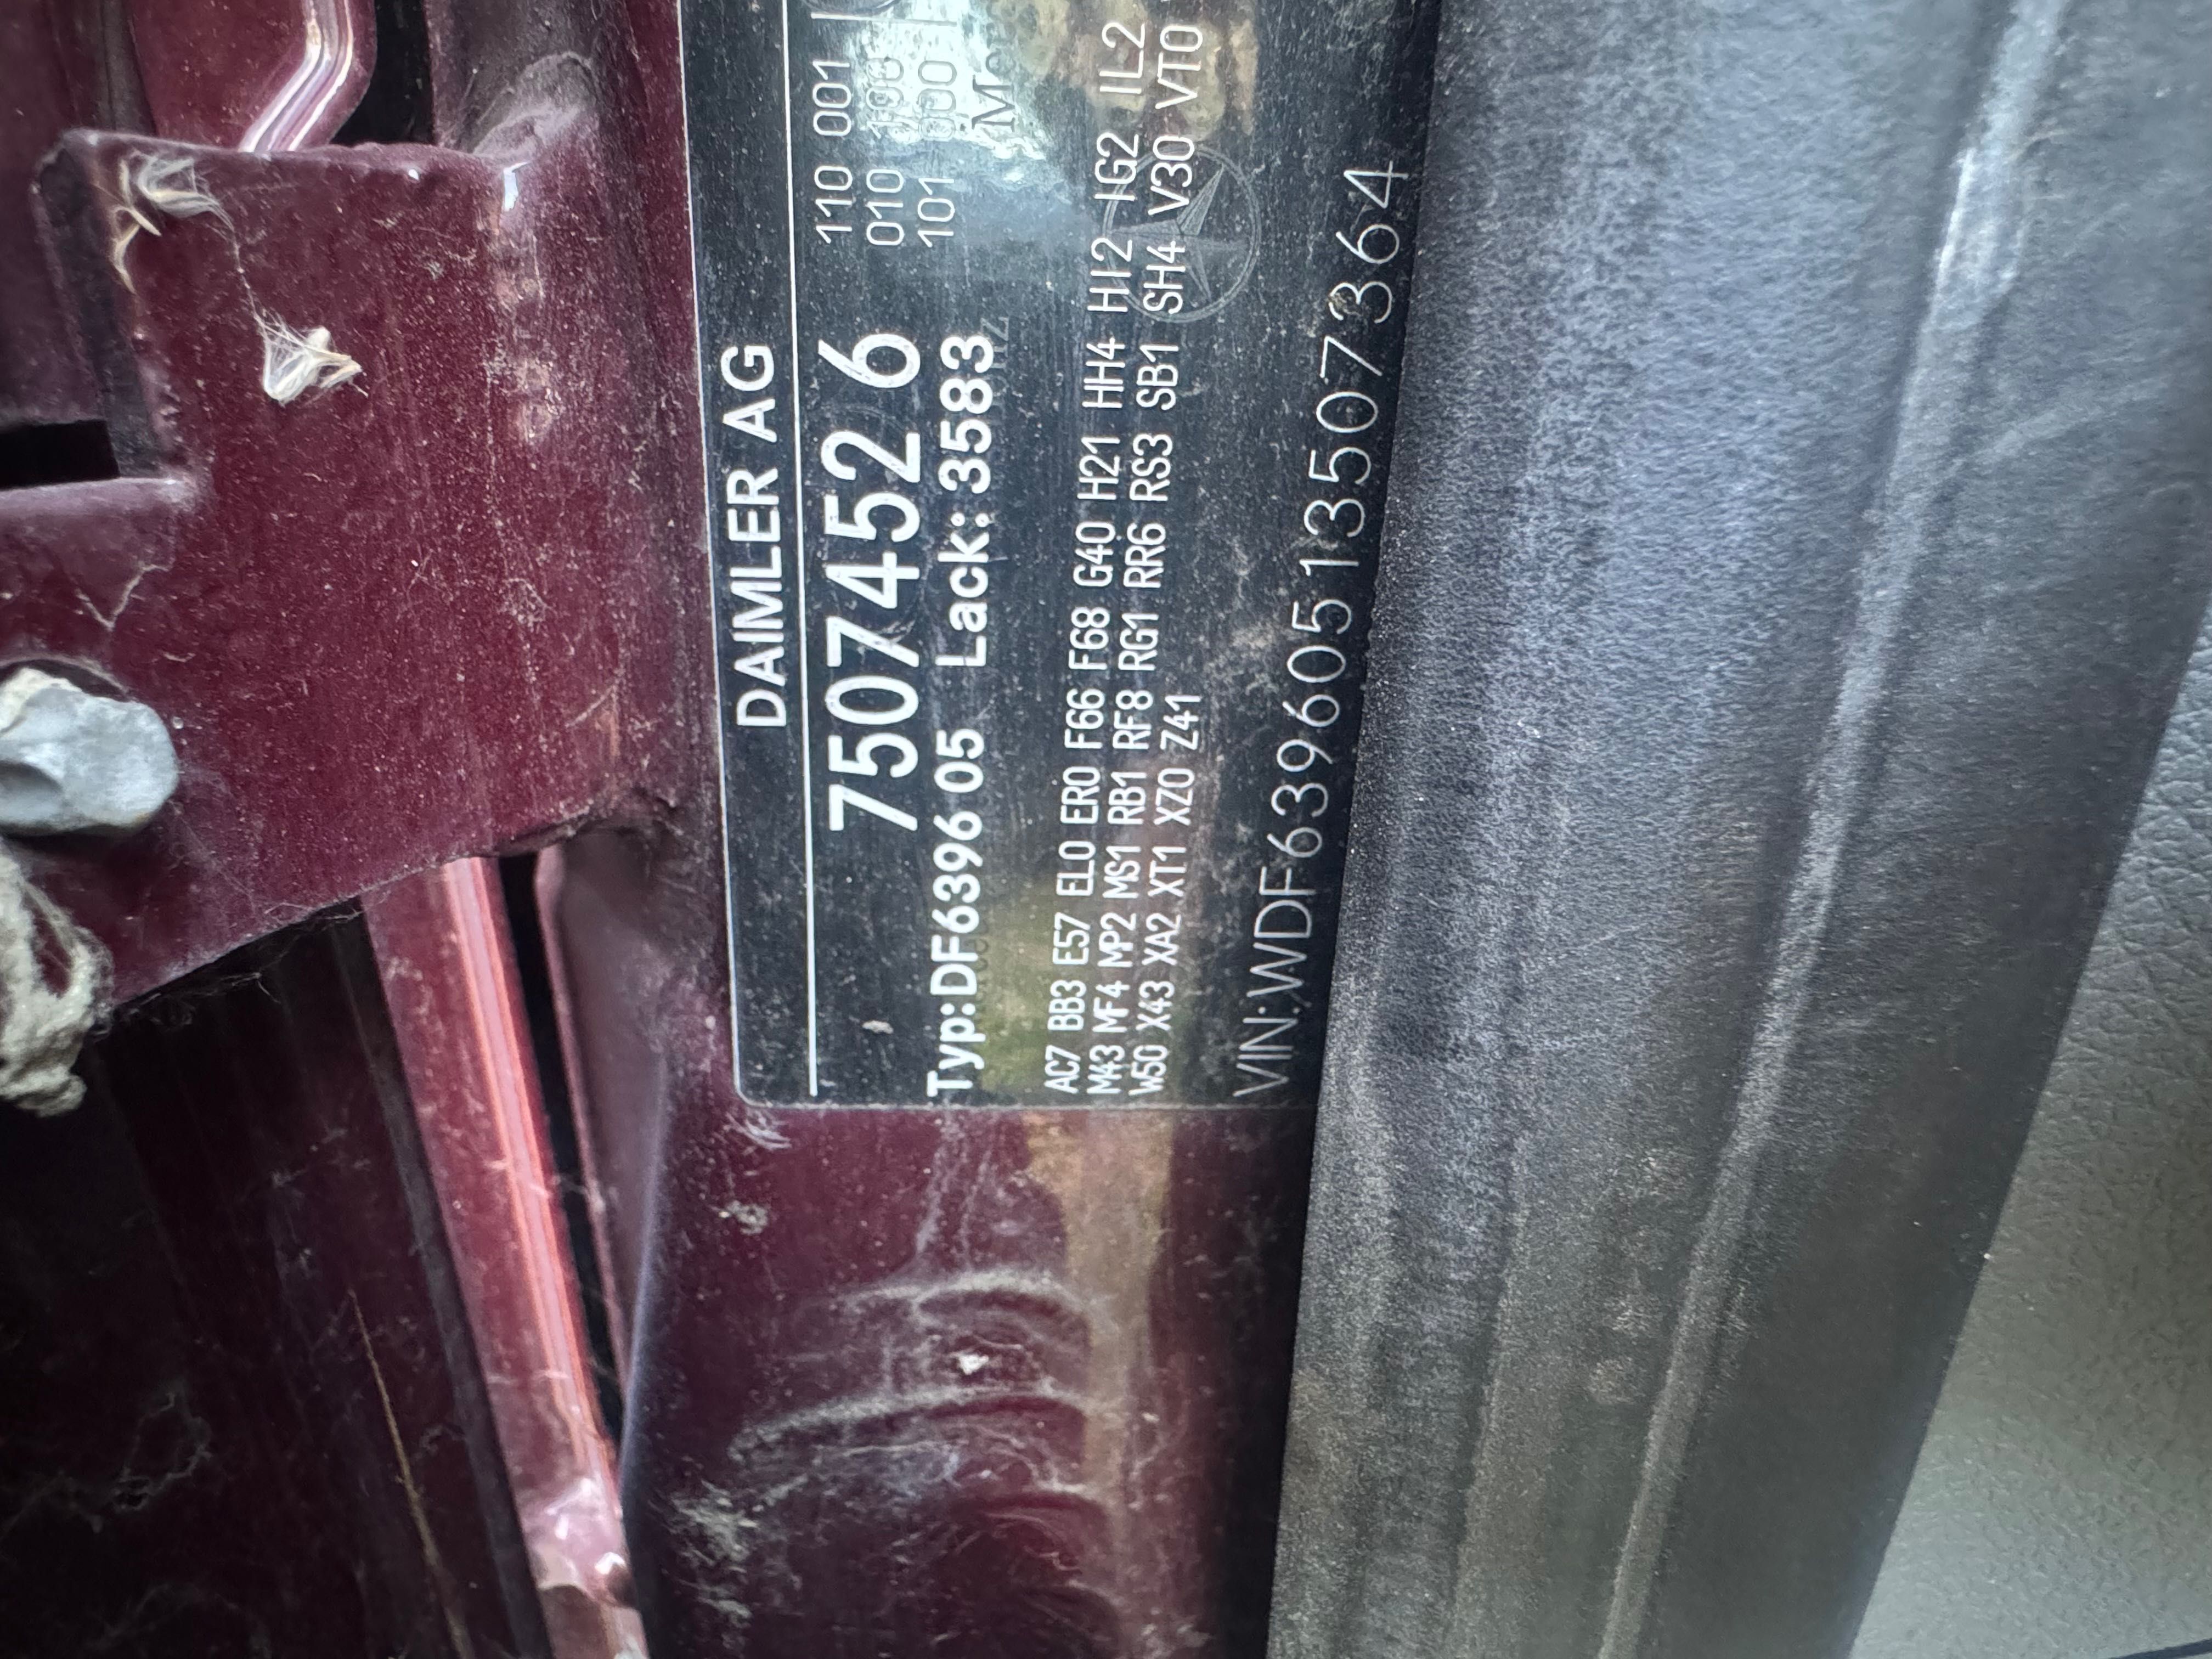 DAIMLER AG
7507452 6
110 001
010
101
Typ:DF6396 05 Lack: 3583
AC7 BB3 E57 EL0 ER0 F66 F68 G40 H21 HH4 HI2 IG2 IL2
M43 MF4 MP2 MS1 RB1 RF8 RG1 RR6 RS3 SB1 SH4 V30 VT0
W50 X43 XA2 XT1 XZ0 Z41
VIN:WDF63960513507364